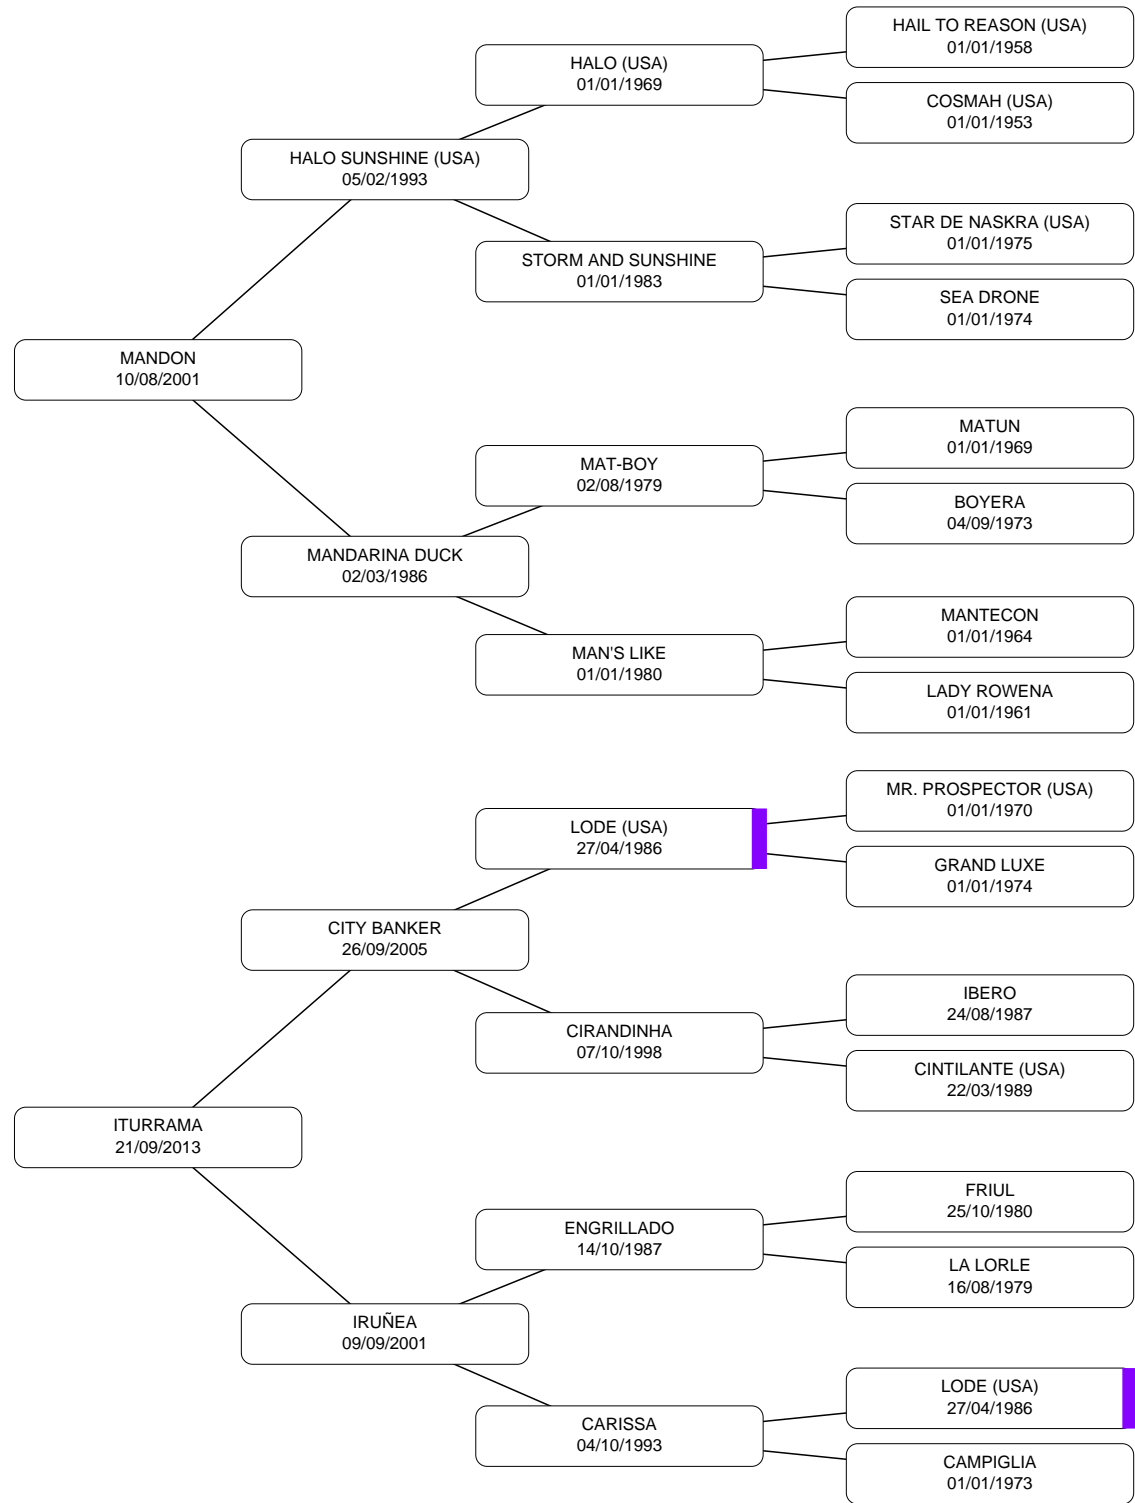 HAIL TO REASON (USA)
01/01/1958
HALO (USA)
01/01/1969
COSMAH (USA)
01/01/1953
HALO SUNSHINE (USA)
05/02/1993
STAR DE NASKRA (USA)
01/01/1975
STORM AND SUNSHINE
01/01/1983
SEA DRONE
01/01/1974
MANDON
10/08/2001
MATUN
01/01/1969
MAT-BOY
02/08/1979
BOYERA
04/09/1973
MANDARINA DUCK
02/03/1986
MANTECON
01/01/1964
MAN'S LIKE
01/01/1980
LADY ROWENA
01/01/1961
MR. PROSPECTOR (USA)
01/01/1970
LODE (USA)
27/04/1986
GRAND LUXE
01/01/1974
CITY BANKER
26/09/2005
IBERO
24/08/1987
CIRANDINHA
07/10/1998
CINTILANTE (USA)
22/03/1989
ITURRAMA
21/09/2013
FRIUL
25/10/1980
ENGRILLADO
14/10/1987
LA LORLE
16/08/1979
IRUÑEA
09/09/2001
LODE (USA)
27/04/1986
CARISSA
04/10/1993
CAMPIGLIA
01/01/1973